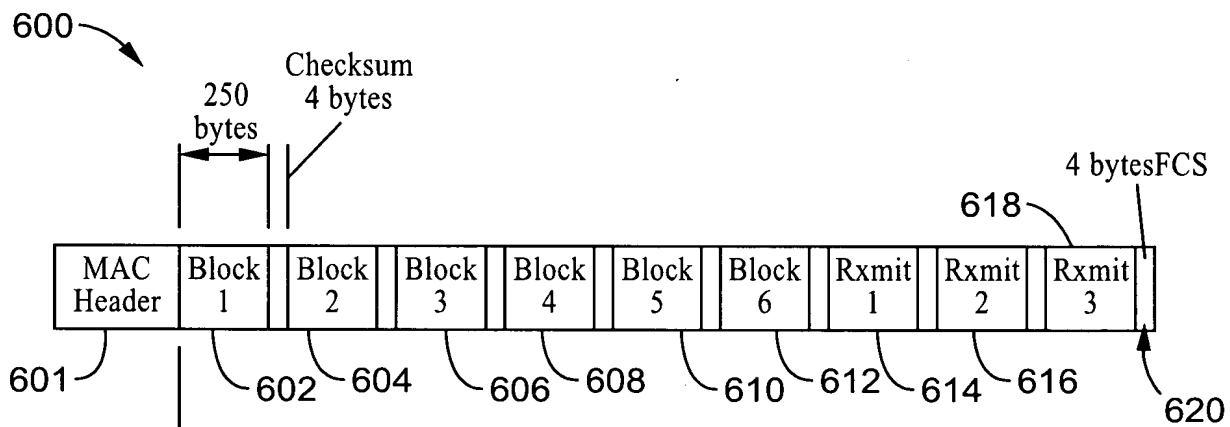 600
250
bytes
Checksum
4 bytes
4 bytesFCS
618
MAC
Header
Block
1
Block
2
Block
3
Block
4
Block
5
Block
6
Rxmit
1
Rxmit
2
Rxmit
3
601
602
604
606
608
610
612
614
616
620